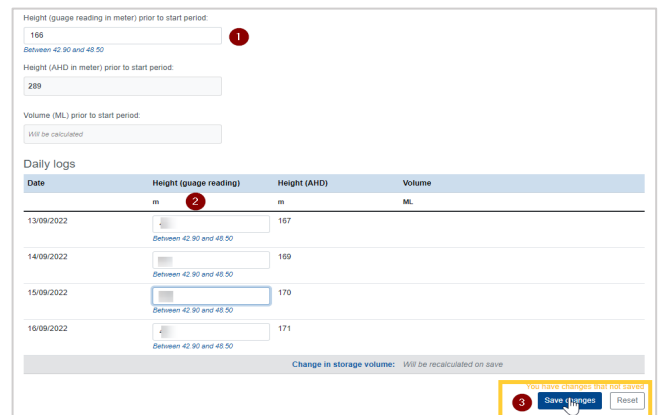 Height (guage reading in meter) prior to start period:
166
1
Between 42.90 and 48.50
Height (AHD in meter) prior to start period:
289
Volume (ML) prior to start period:
Will be calculated
Daily logs
Date Height (guage reading) Height (AHD) Volume
m 2 m ML
13/09/2022 167
Between 42.90 and 48.50
14/09/2022 169
Between 42.90 and 48.50
15/09/2022 170
Between 42.90 and 48.50
16/09/2022 171
Between 42.90 and 48.50
Change in storage volume: Will be recalculated on save
You have changes that not saved
3 Save changes Reset